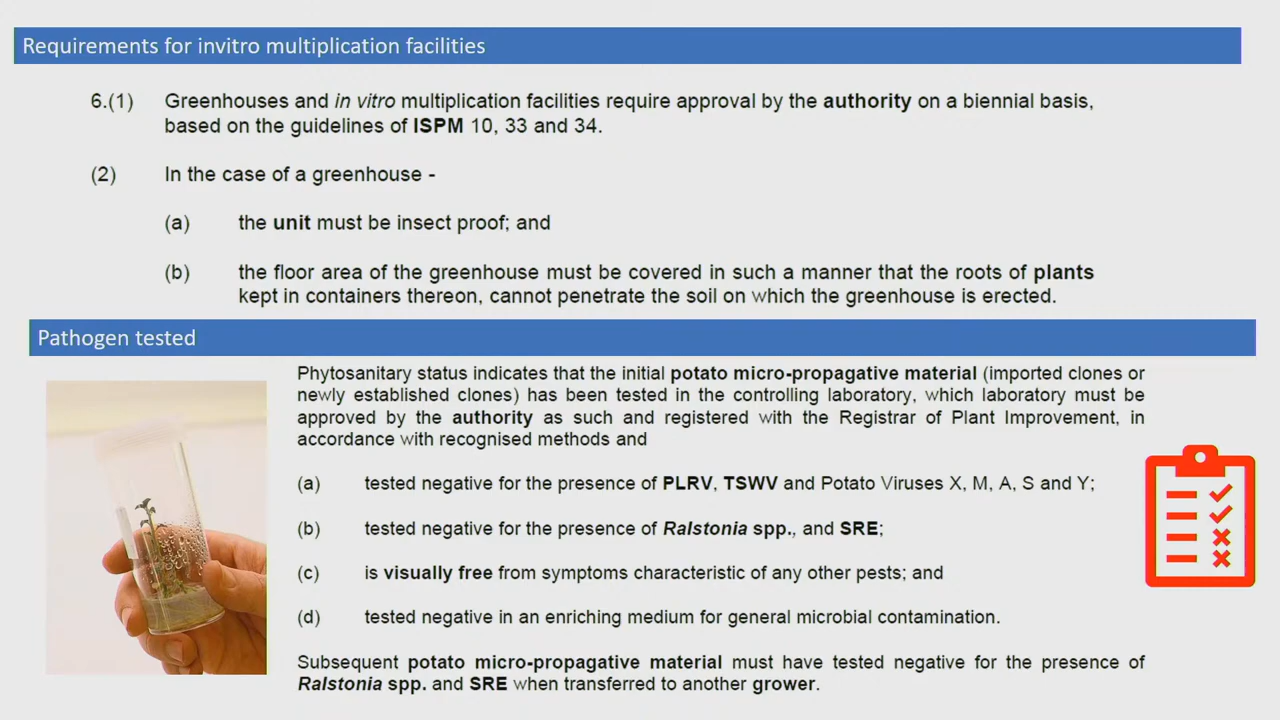 Requirements for invitro multiplication facilities
6.(1) Greenhouses and in vitro multiplication facilities require approval by the authority on a biennial basis,
based on the guidelines of ISPM 10, 33 and 34.
(2) In the case of a greenhouse -
(a) the unit must be insect proof; and
(b) the floor area of the greenhouse must be covered in such a manner that the roots of plants
kept in containers thereon, cannot penetrate the soil on which the greenhouse is erected.
Pathogen tested
Phytosanitary status indicates that the initial potato micro-propagative material (imported clones or
newly established clones) has been tested in the controlling laboratory, which laboratory must be
approved by the authority as such and registered with the Registrar of Plant Improvement, in
accordance with recognised methods and
(a) tested negative for the presence of PLRV, TSWV and Potato Viruses X, M, A, S and Y;
(b) tested negative for the presence of Ralstonia spp., and SRE;
(c) is visually free from symptoms characteristic of any other pests; and
(d) tested negative in an enriching medium for general microbial contamination.
Subsequent potato micro-propagative material must have tested negative for the presence of
Ralstonia spp. and SRE when transferred to another grower.